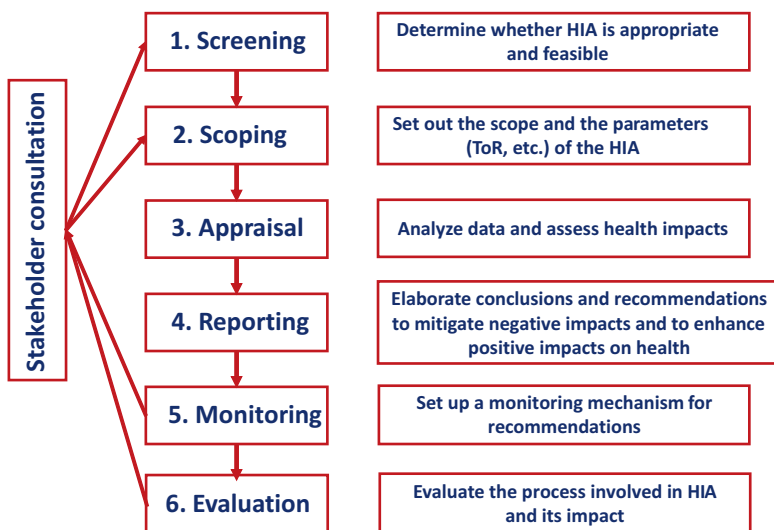 Stakeholder consultation
1. Screening
Determine whether HIA is appropriate
and feasible
2. Scoping
Set out the scope and the parameters
(ToR, etc.) of the HIA
3. Appraisal
Analyze data and assess health impacts
4. Reporting
Elaborate conclusions and recommendations
to mitigate negative impacts and to enhance
positive impacts on health
5. Monitoring
Set up a monitoring mechanism for
recommendations
6. Evaluation
Evaluate the process involved in HIA
and its impact